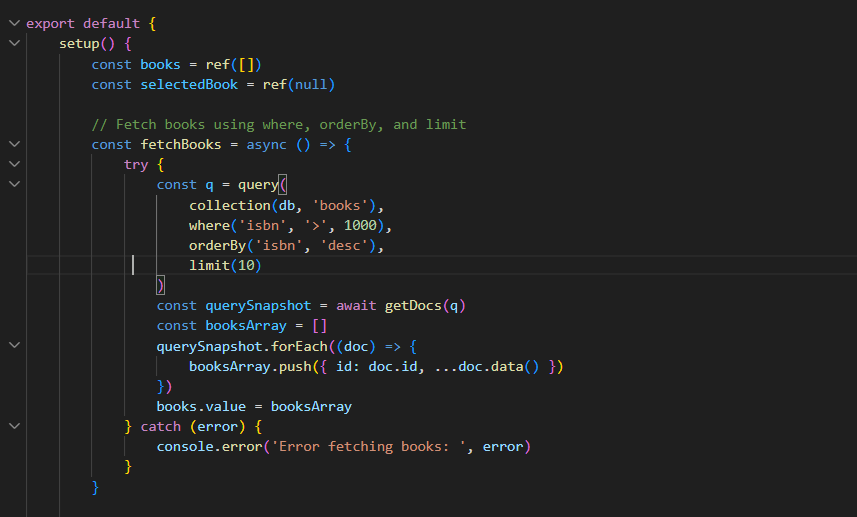 export default {
setup() {
const books = ref([])
const selectedBook = ref(null)
// Fetch books using where, orderBy, and limit
const fetchBooks = async () => {
try {
const q = query(
collection(db, 'books'),
where('isbn', '>', 1000),
orderBy('isbn', 'desc'),
limit(10)
)
const querySnapshot = await getDocs(q)
const booksArray = []
querySnapshot.forEach((doc) => {
booksArray.push({ id: doc.id, ...doc.data() })
})
books.value = booksArray
} catch (error) {
console.error('Error fetching books: ', error)
}
}